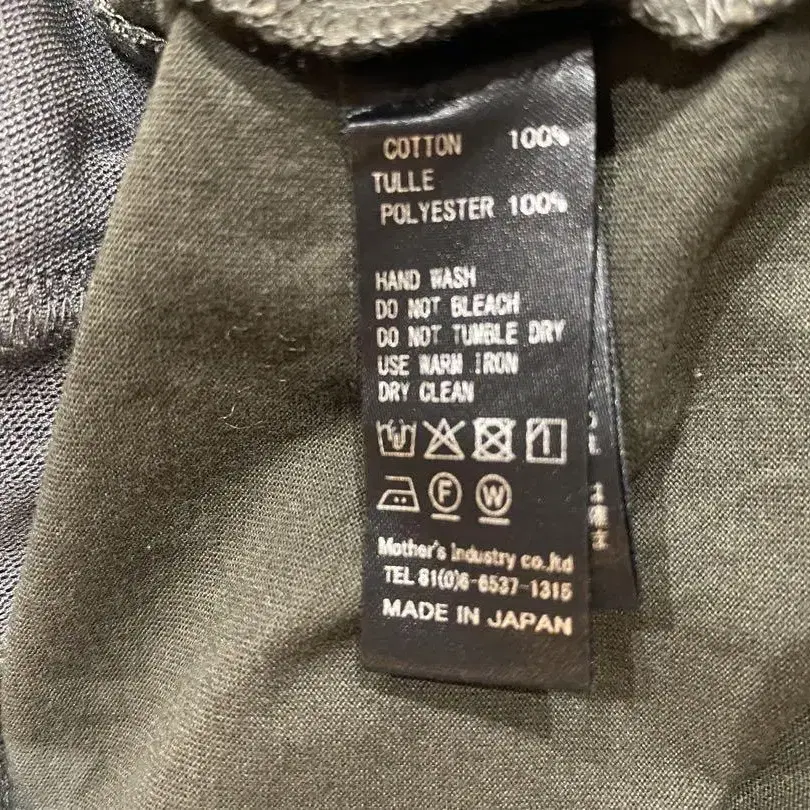 COTTON 100%
TULLE
POLYESTER 100%
HAND WASH
DO NOT BLEACH
DO NOT TUMBLE DRY
USE WARM IRON
DRY CLEAN
F W
Mother's Industry co.ltd
TEL 81(0)6-6537-1315
MADE IN JAPAN